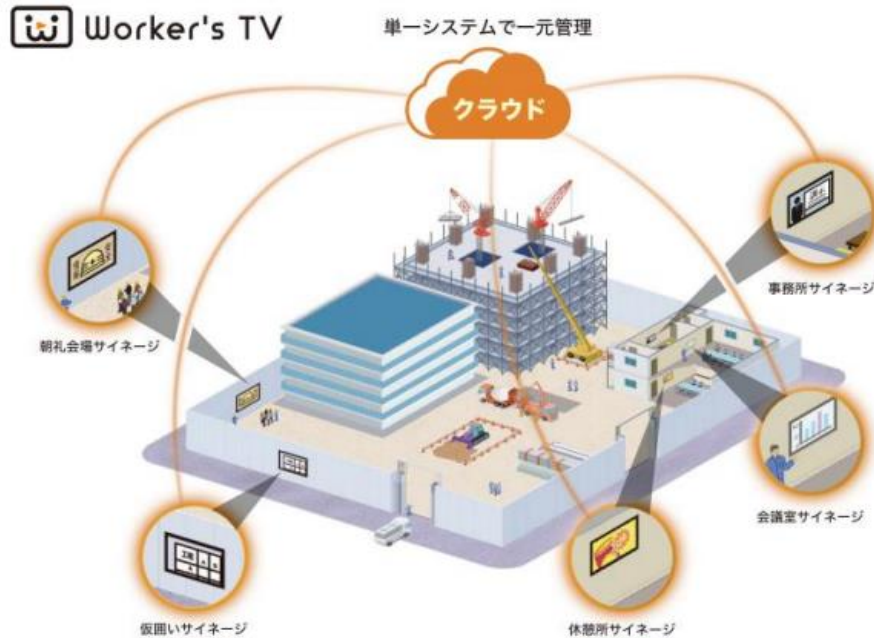 Worker's TV
単一システムで一元管理
クラウド
事務所サイネージ
朝礼会場サイネージ
会議室サイネージ
仮囲いサイネージ
休憩所サイネージ